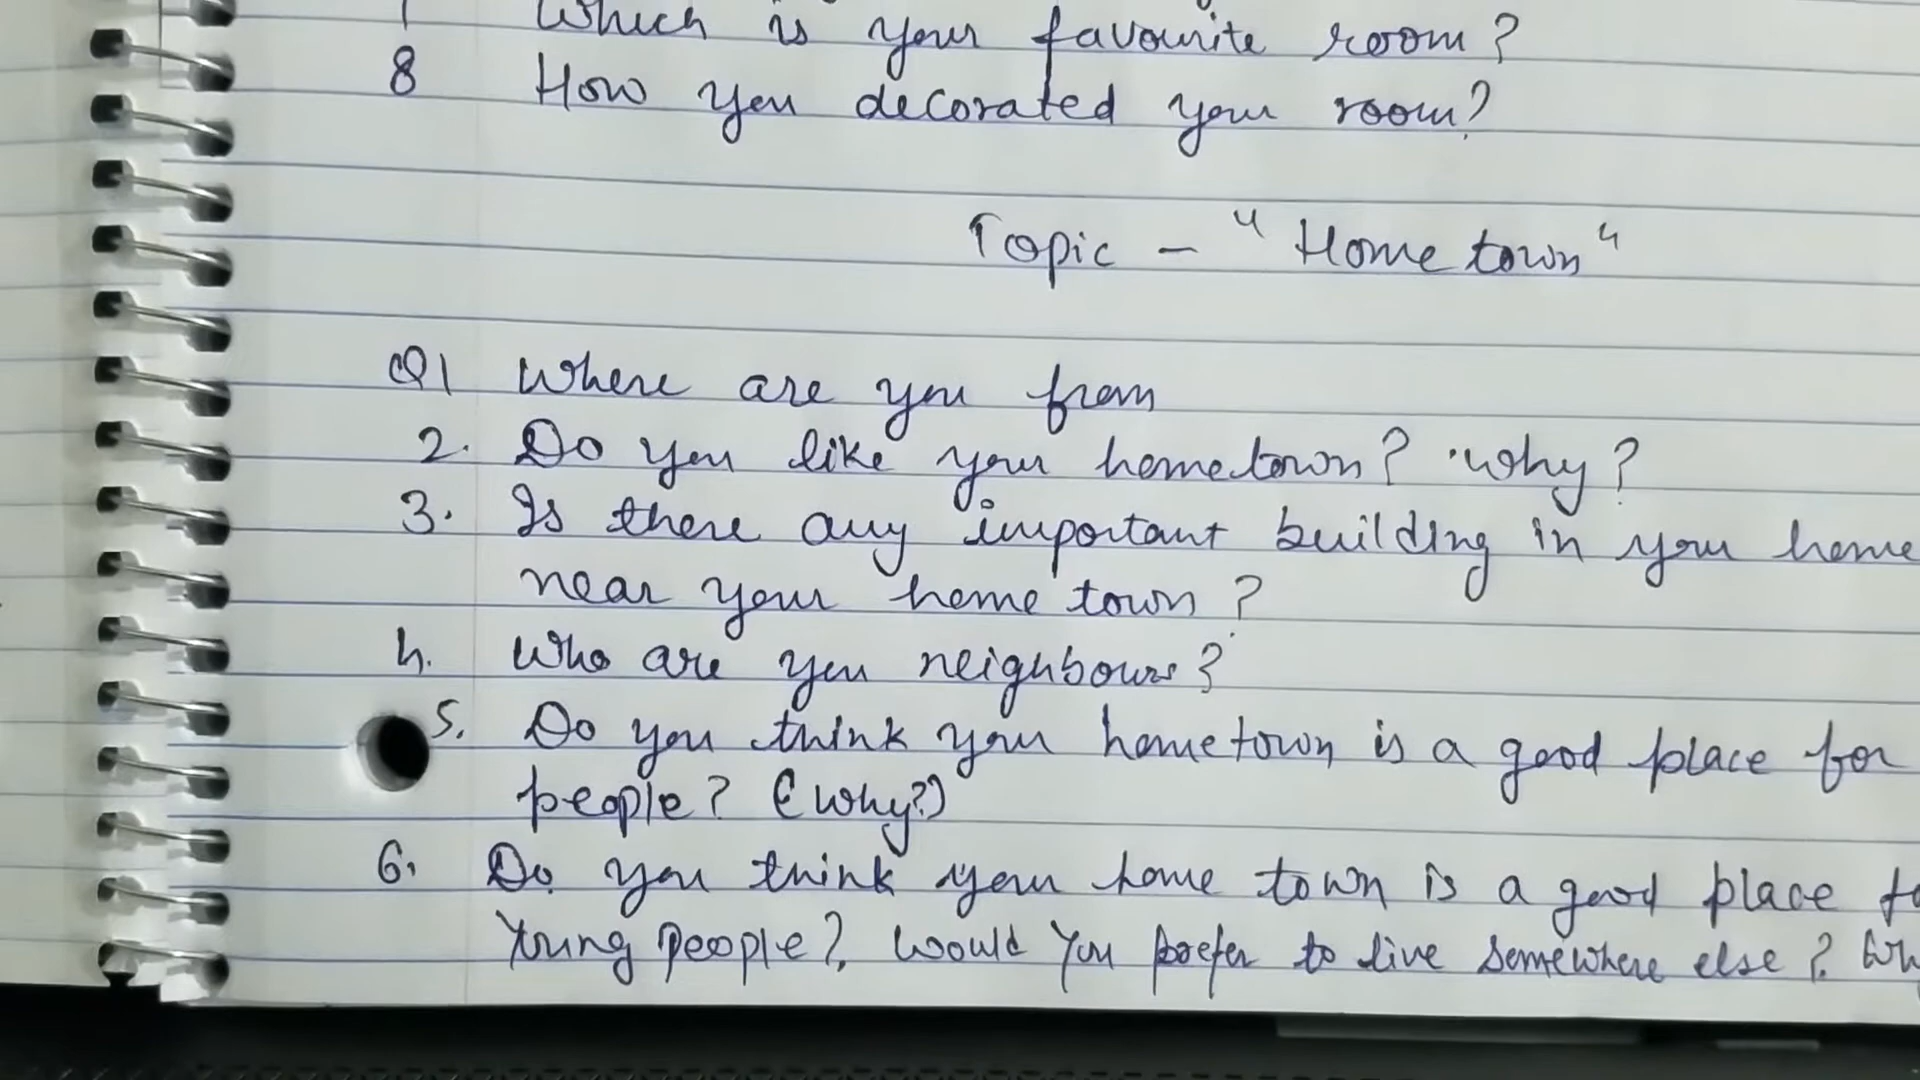 Which is your favourite room?
8 How you decorated your room?
Topic - "Home town"
Q1 Where are you from
2. Do you like your hometown? why?
3. Is there any important building in your home
near your home town?
4. Who are you neighbours?
5. Do you think your hometown is a good place for
people? (why?)
6. Do you think your home town is a good place
Young people?, Would you prefer to live somewhere else?